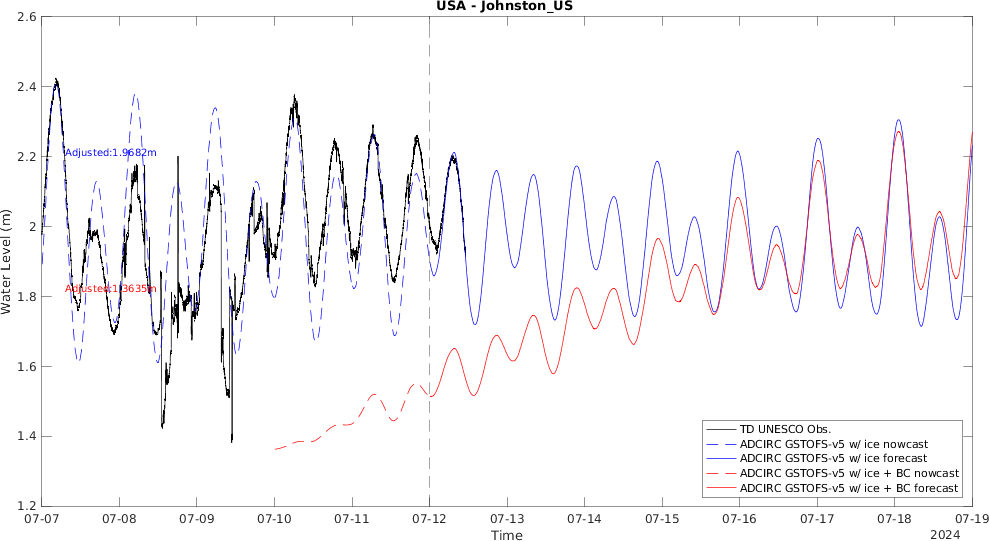 USA - Johnston_US
2.6
2.4
2.2
2
1.8
1.6
1.4
1.2
Water Level (m)
Adjusted:1.9682m
Adjusted:1.3635m
TD UNESCO Obs.
ADCIRC GSTOFS-v5 w/ ice nowcast
ADCIRC GSTOFS-v5 w/ ice forecast
ADCIRC GSTOFS-v5 w/ ice + BC nowcast
ADCIRC GSTOFS-v5 w/ ice + BC forecast
07-07 07-08 07-09 07-10 07-11 07-12 07-13 07-14 07-15 07-16 07-17 07-18 07-19
Time
2024